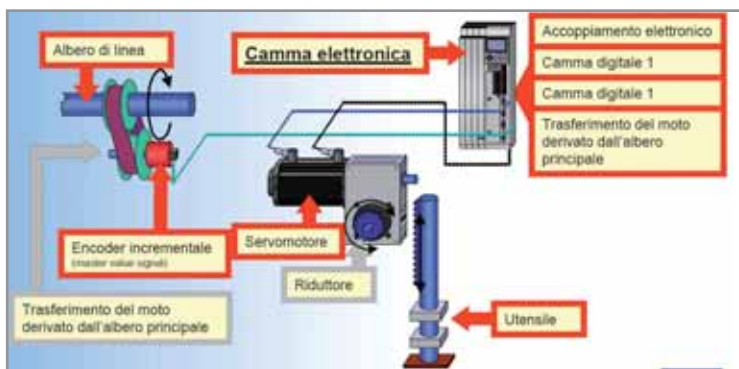 Albero di linea
Camma elettronica
Accoppiamento elettronico
Camma digitale 1
Camma digitale 1
Trasferimento del moto
derivato dall'albero
principale
Encoder incrementale
(master value signal)
Servomotore
Riduttore
Trasferimento del moto
derivato dall'albero principale
Utensile